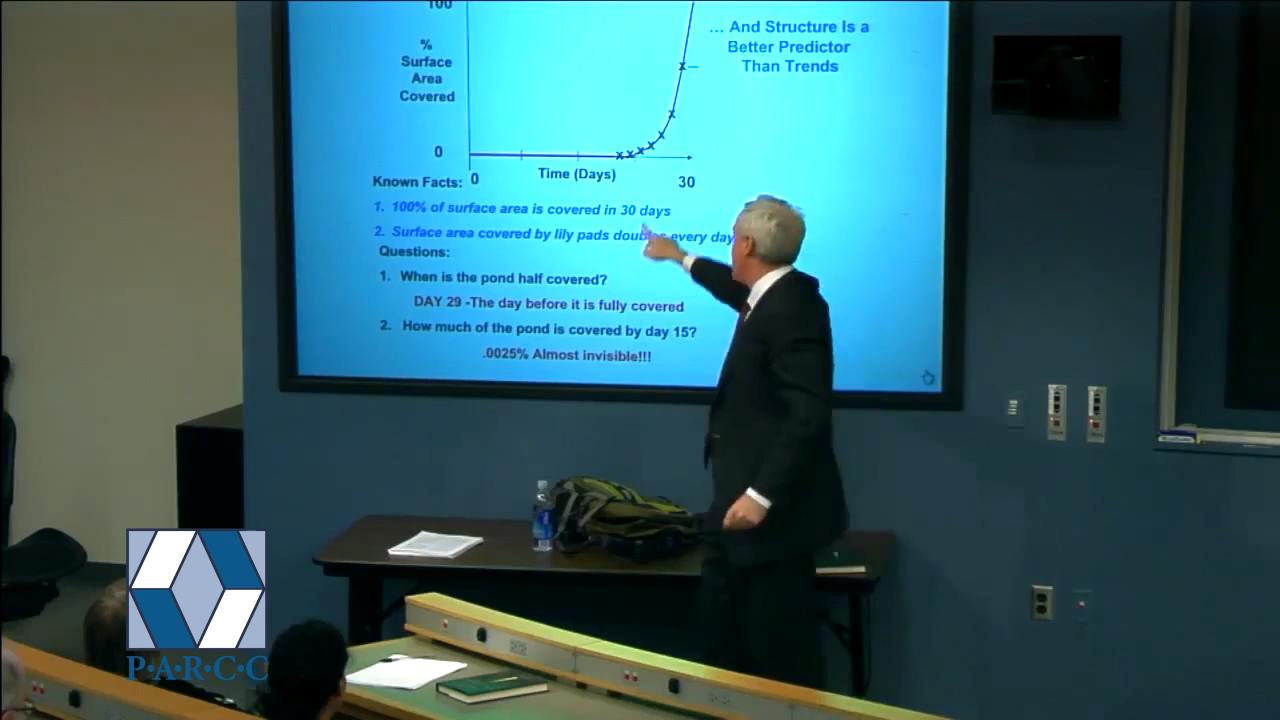 100
… And Structure Is a
Better Predictor
Than Trends
%
Surface
Area
Covered
0
Time (Days)
Known Facts: 0
30
1. 100% of surface area is covered in 30 days
2. Surface area covered by lily pads doubles every day
Questions:
1. When is the pond half covered?
DAY 29 -The day before it is fully covered
2. How much of the pond is covered by day 15?
.0025% Almost invisible!!!
P·A·R·C·C